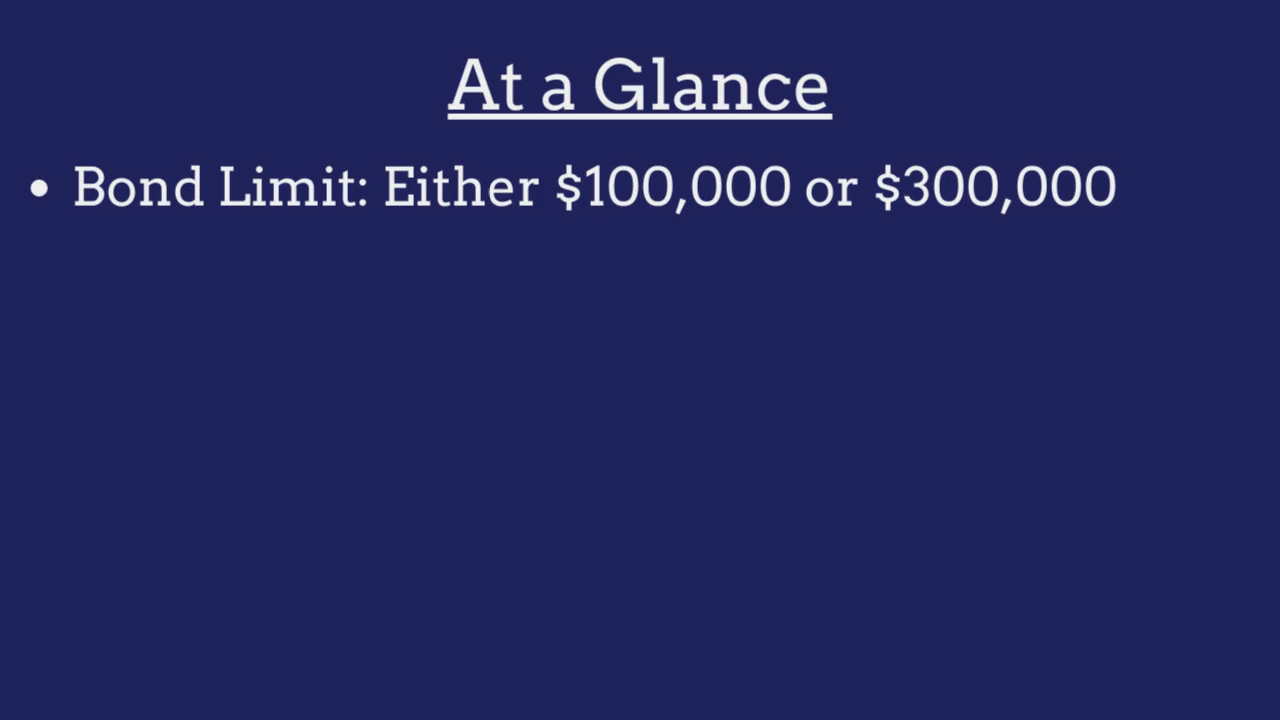 At a Glance
• Bond Limit: Either $100,000 or $300,000